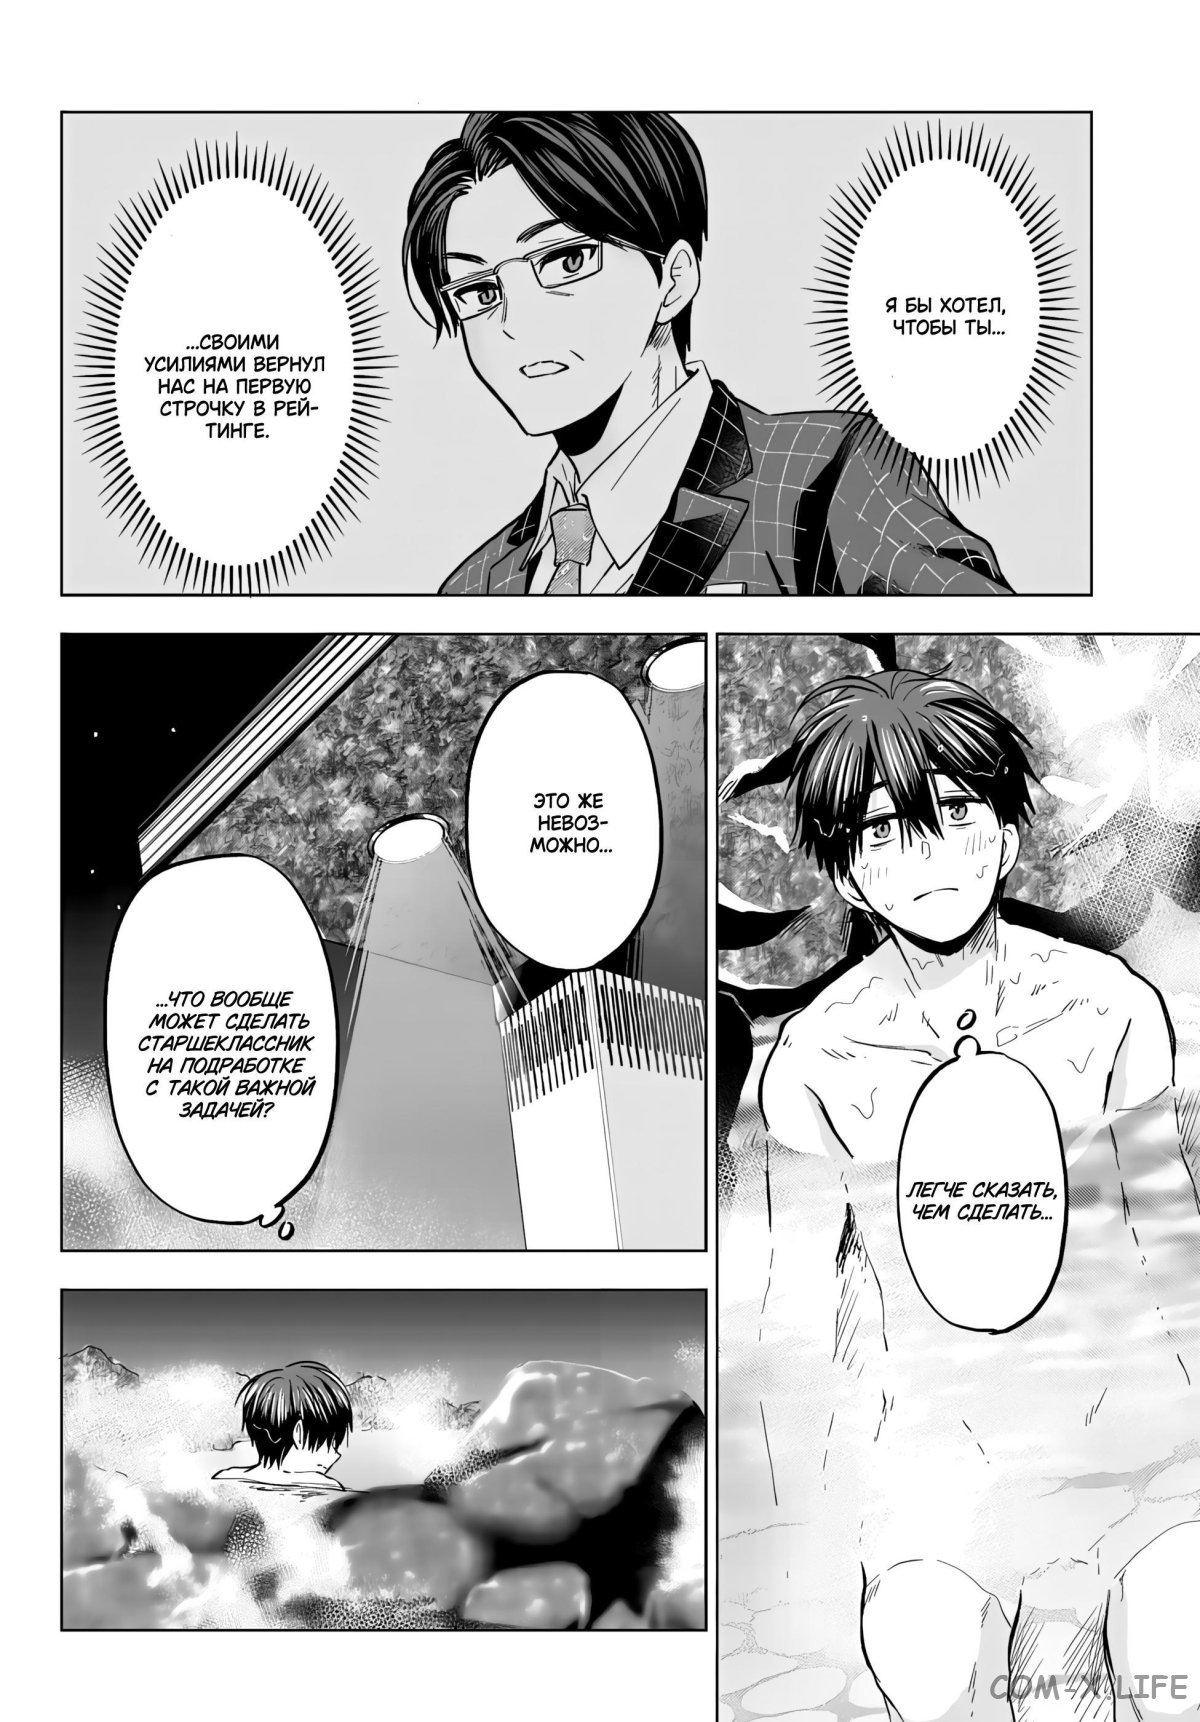 Я БЫ ХОТЕЛ,
ЧТОБЫ ТЫ...
...СВОИМИ
УСИЛИЯМИ ВЕРНУЛ
НАС НА ПЕРВУЮ
СТРОЧКУ В РЕЙ-
ТИНГЕ.
ЛЕГЧЕ СКАЗАТЬ,
ЧЕМ СДЕЛАТЬ...
ЭТО ЖЕ
НЕВОЗ-
МОЖНО...
...ЧТО ВООБЩЕ
МОЖЕТ СДЕЛАТЬ
СТАРШЕКЛАССНИК
НА ПОДРАБОТКЕ
С ТАКОЙ ВАЖНОЙ
ЗАДАЧЕЙ?
COM-X.LIFE